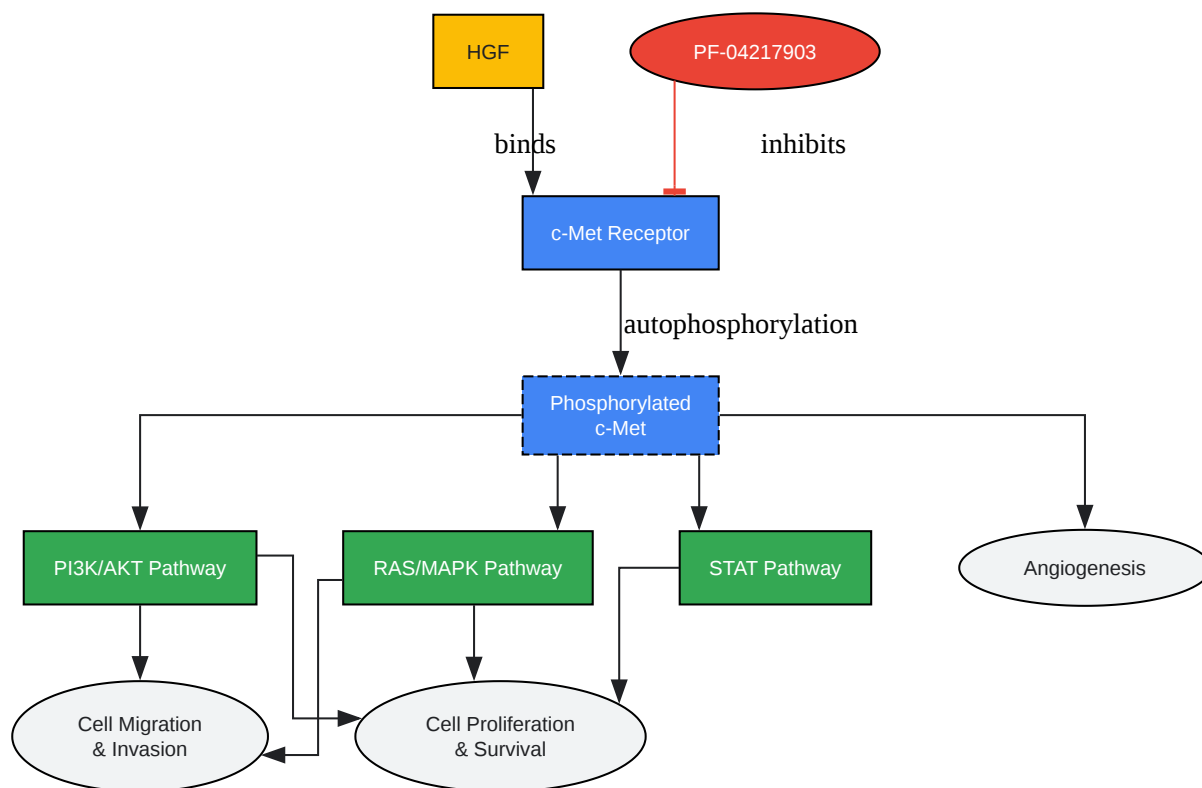 HGF
PF-04217903
binds
inhibits
c-Met Receptor
autophosphorylation
Phosphorylated
c-Met
PI3K/AKT Pathway
RAS/MAPK Pathway
STAT Pathway
Angiogenesis
Cell Migration
& Invasion
Cell Proliferation
& Survival